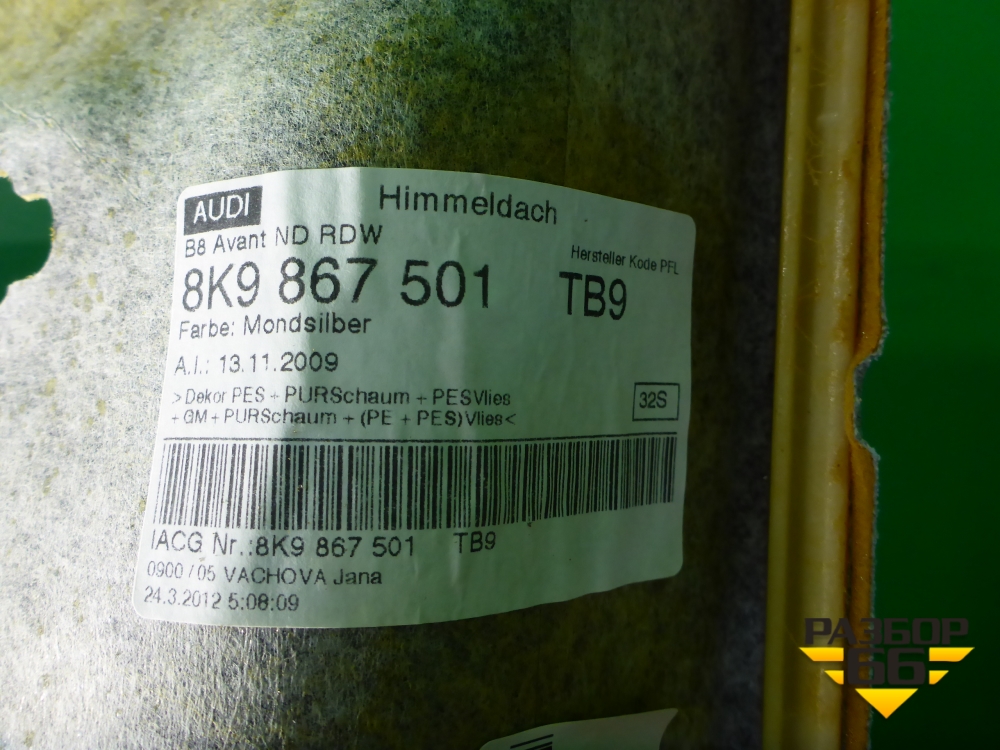 AUDI Himmeldach
B8 Avant ND RDW
Hersteller Kode PFL
8K9 867 501 TB9
Farbe: Mondsilber
A.I.: 13.11.2009
>Dekor PES + PURSchaum + PESVlies
+ GM + PURSchaum + (PE + PES)Vlies<
32S
IACG Nr.:8K9 867 501 TB9
0900 / 05 VACHOVA Jana
24.3.2012 5:08:09
РАЗБОР
66